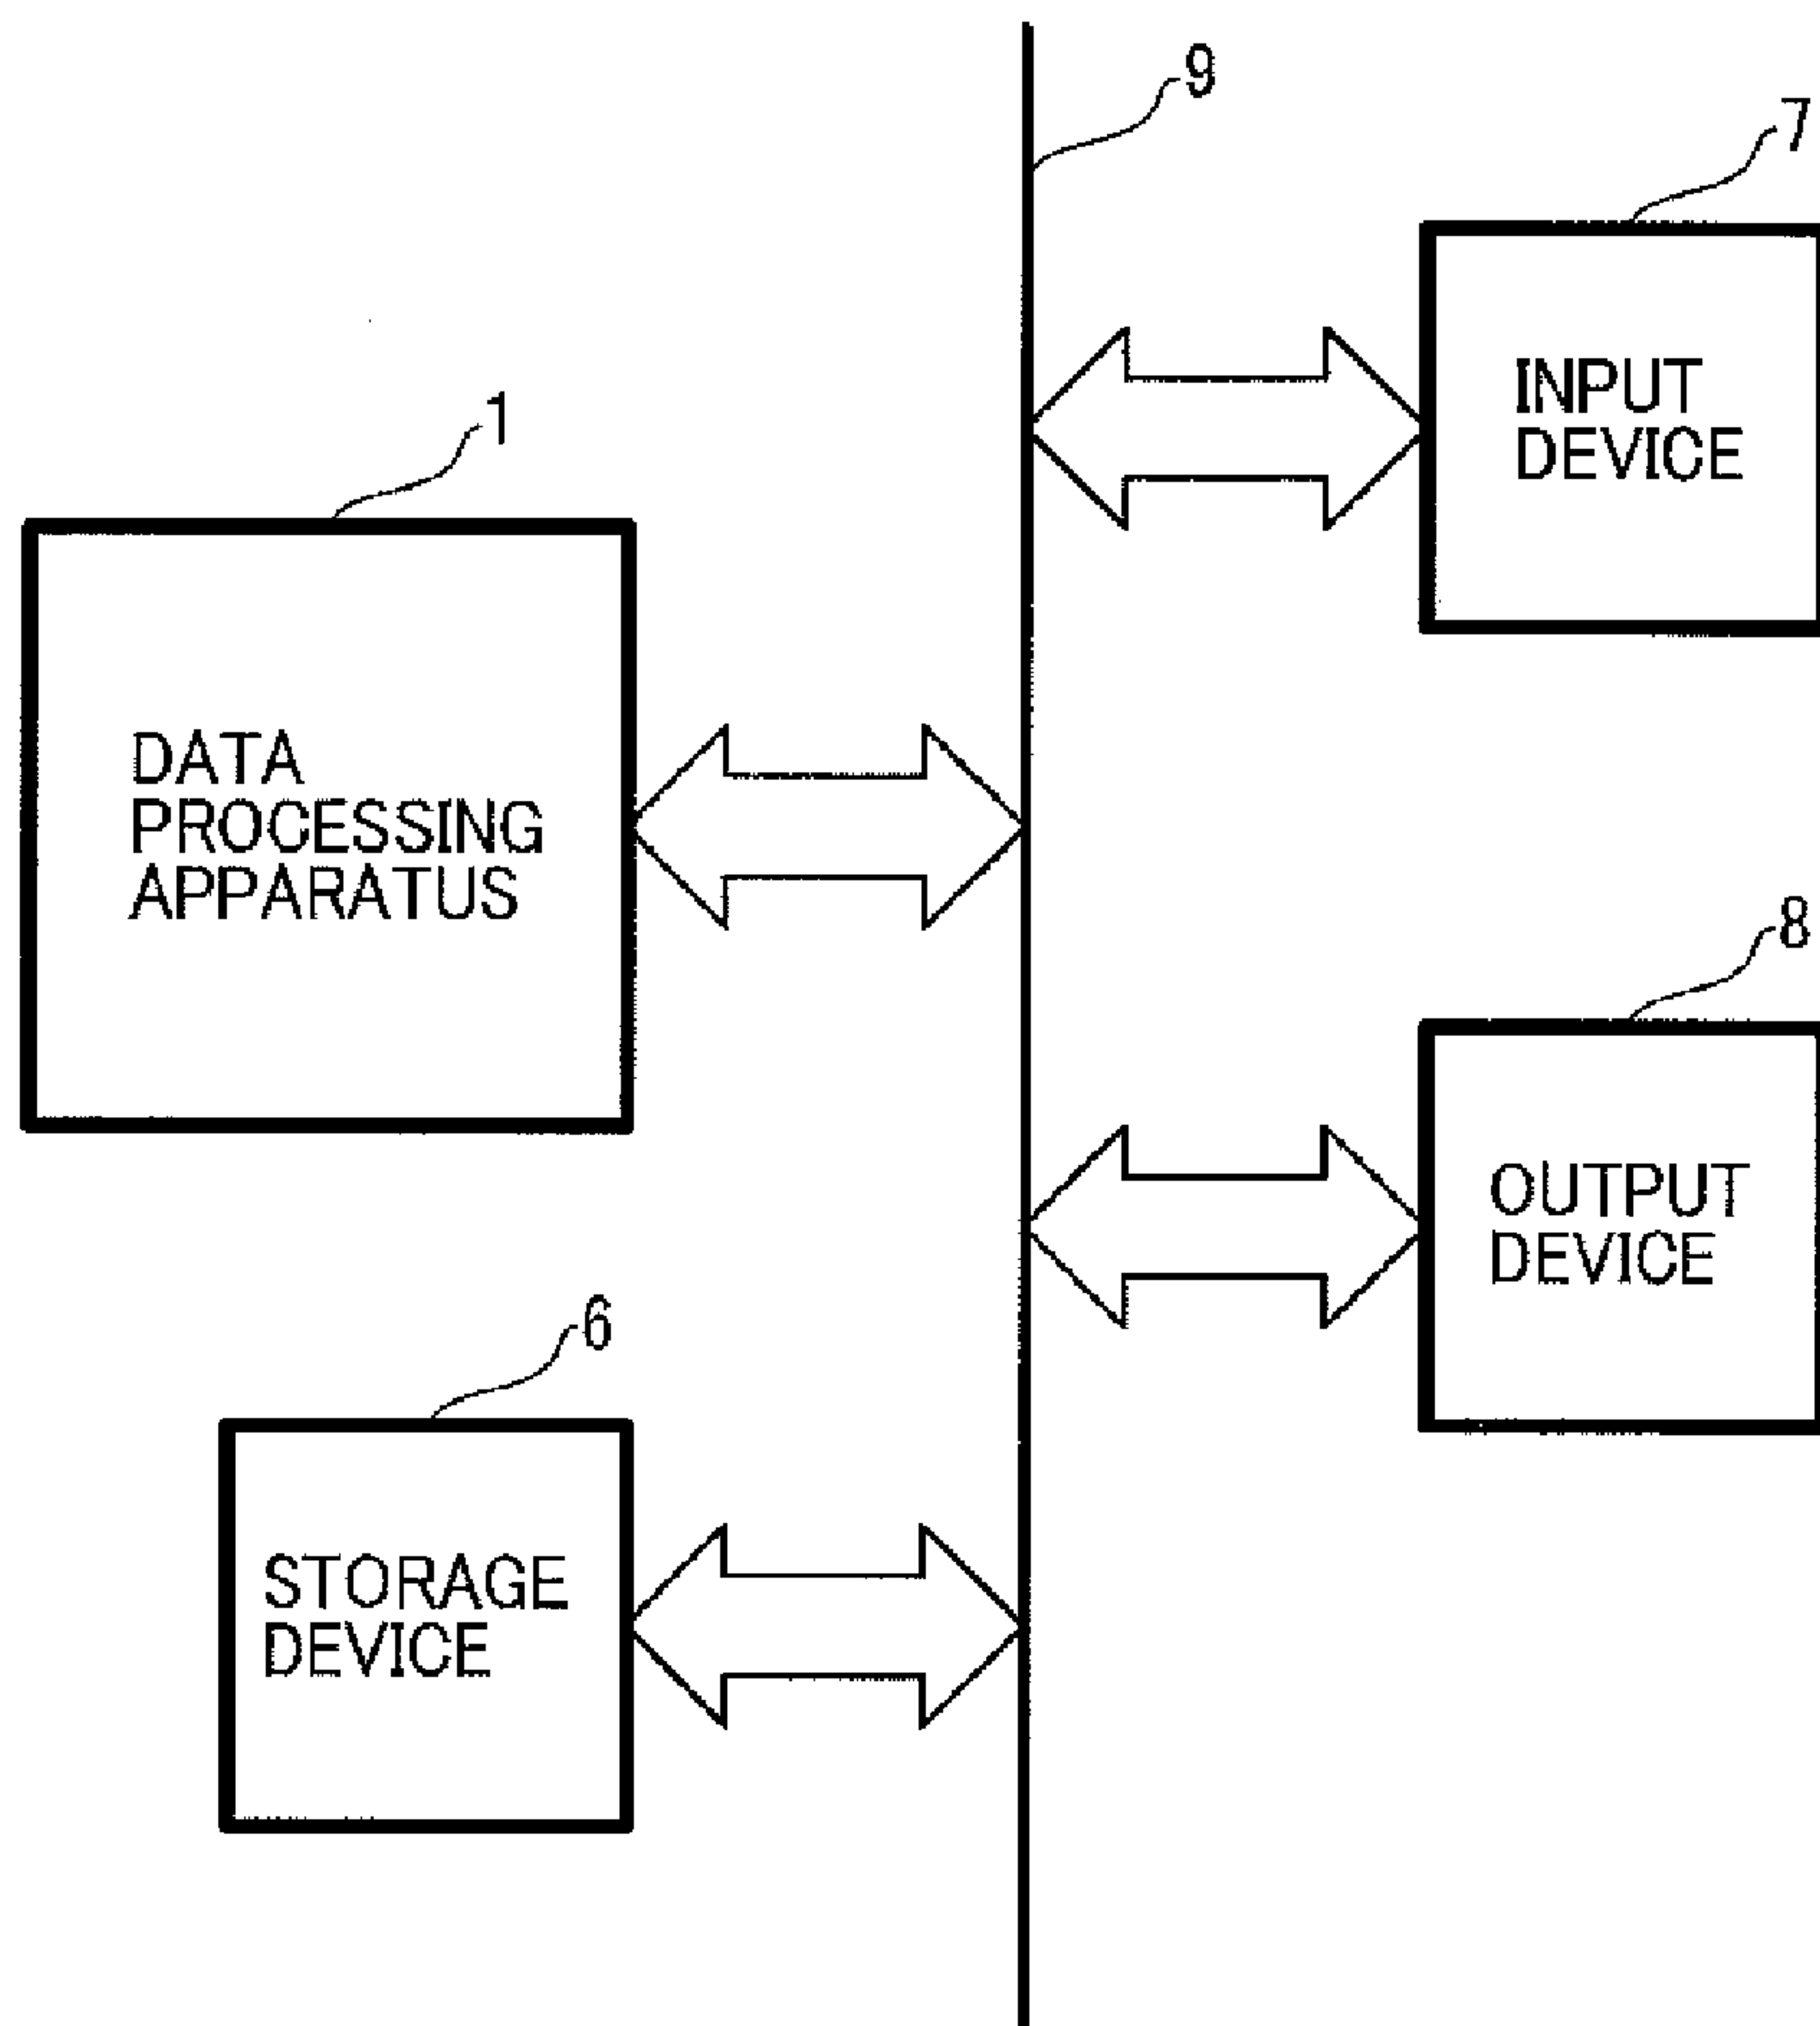 9
7
INPUT
DEVICE
1
DATA
PROCESSING
APPARATUS
8
OUTPUT
DEVICE
6
STORAGE
DEVICE